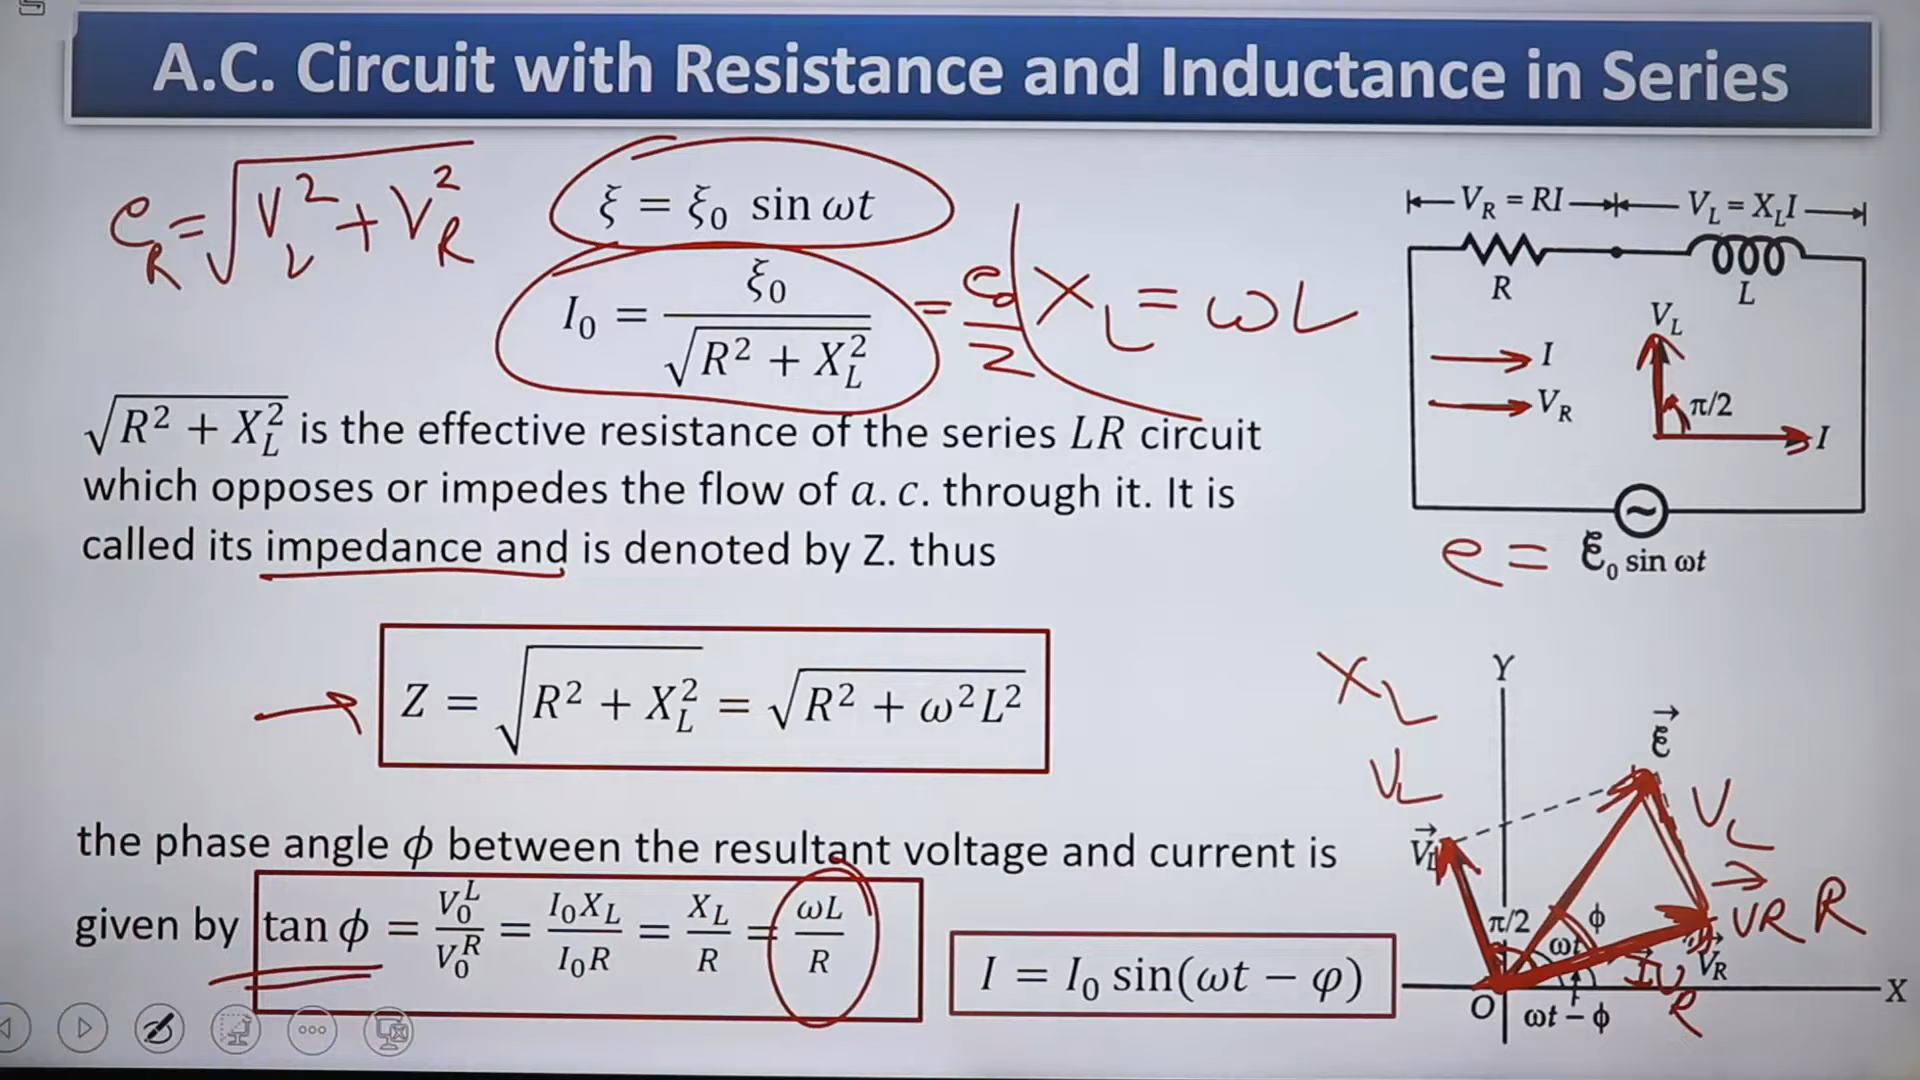 A.C. Circuit with Resistance and Inductance in Series
e_R = √(V_L² + V_R²)
ξ = ξ₀ sin ωt
I₀ = ξ₀ / √(R² + X_L²) = e₀/Z
X_L = ωL
√(R² + X_L²) is the effective resistance of the series LR circuit
which opposes or impedes the flow of a. c. through it. It is
called its impedance and is denoted by Z. thus
Z = √(R² + X_L²) = √(R² + ω²L²)
the phase angle ϕ between the resultant voltage and current is
given by tan ϕ = V₀^L / V₀^R = I₀X_L / I₀R = X_L / R = ωL / R
I = I₀ sin(ωt − φ)
V_R = RI
V_L = X_L I
R
L
V_L
I
V_R
π/2
I
e = ℰ₀ sin ωt
X_L
V_L
Y
ℰ
V_L
V_L
V_R R
π/2
ϕ
ωt
I V_R
V_R
O
X
ωt − ϕ